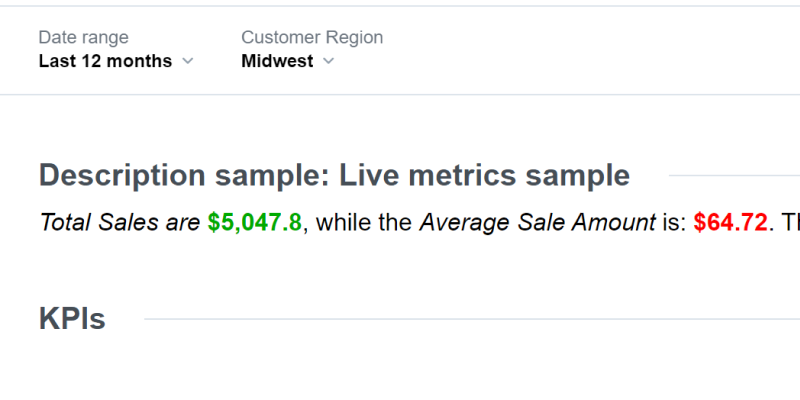 Date range
Customer Region
Last 12 months
Midwest
Description sample: Live metrics sample
Total Sales are $5,047.8, while the Average Sale Amount is: $64.72.
KPIs